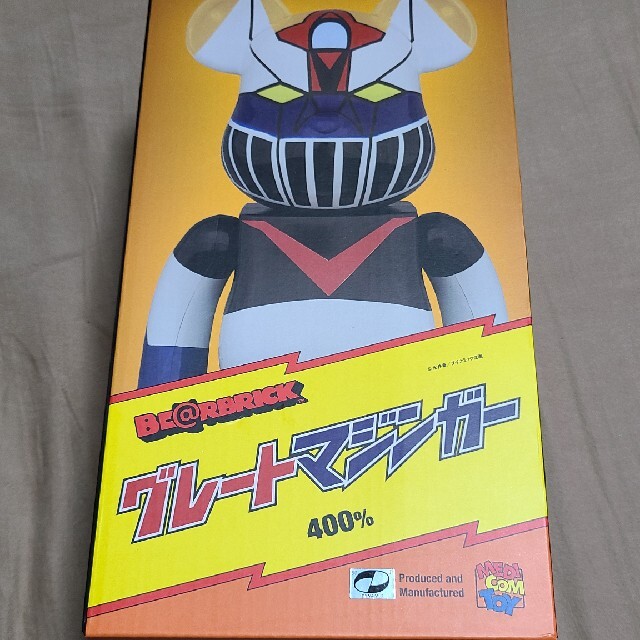 BE@RBRICK
グレートマジンガー
400%
Produced and
Manufactured
MEDI
COM
TOY